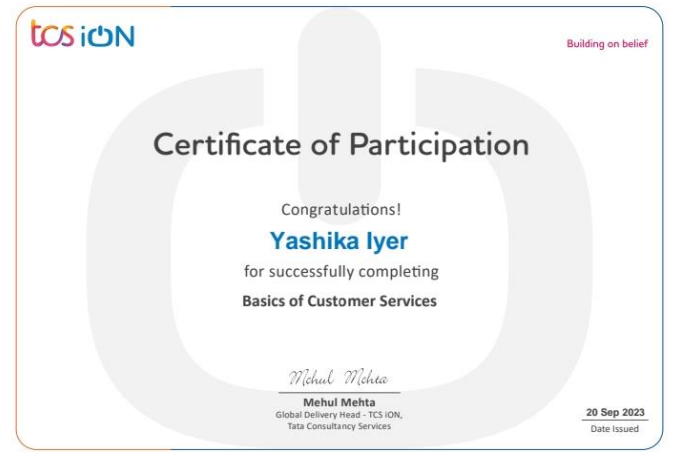 tcs iON
Building on belief
Certificate of Participation
Congratulations!
Yashika Iyer
for successfully completing
Basics of Customer Services
Mehul Mehta
Mehul Mehta
Global Delivery Head - TCS iON,
Tata Consultancy Services
20 Sep 2023
Date Issued